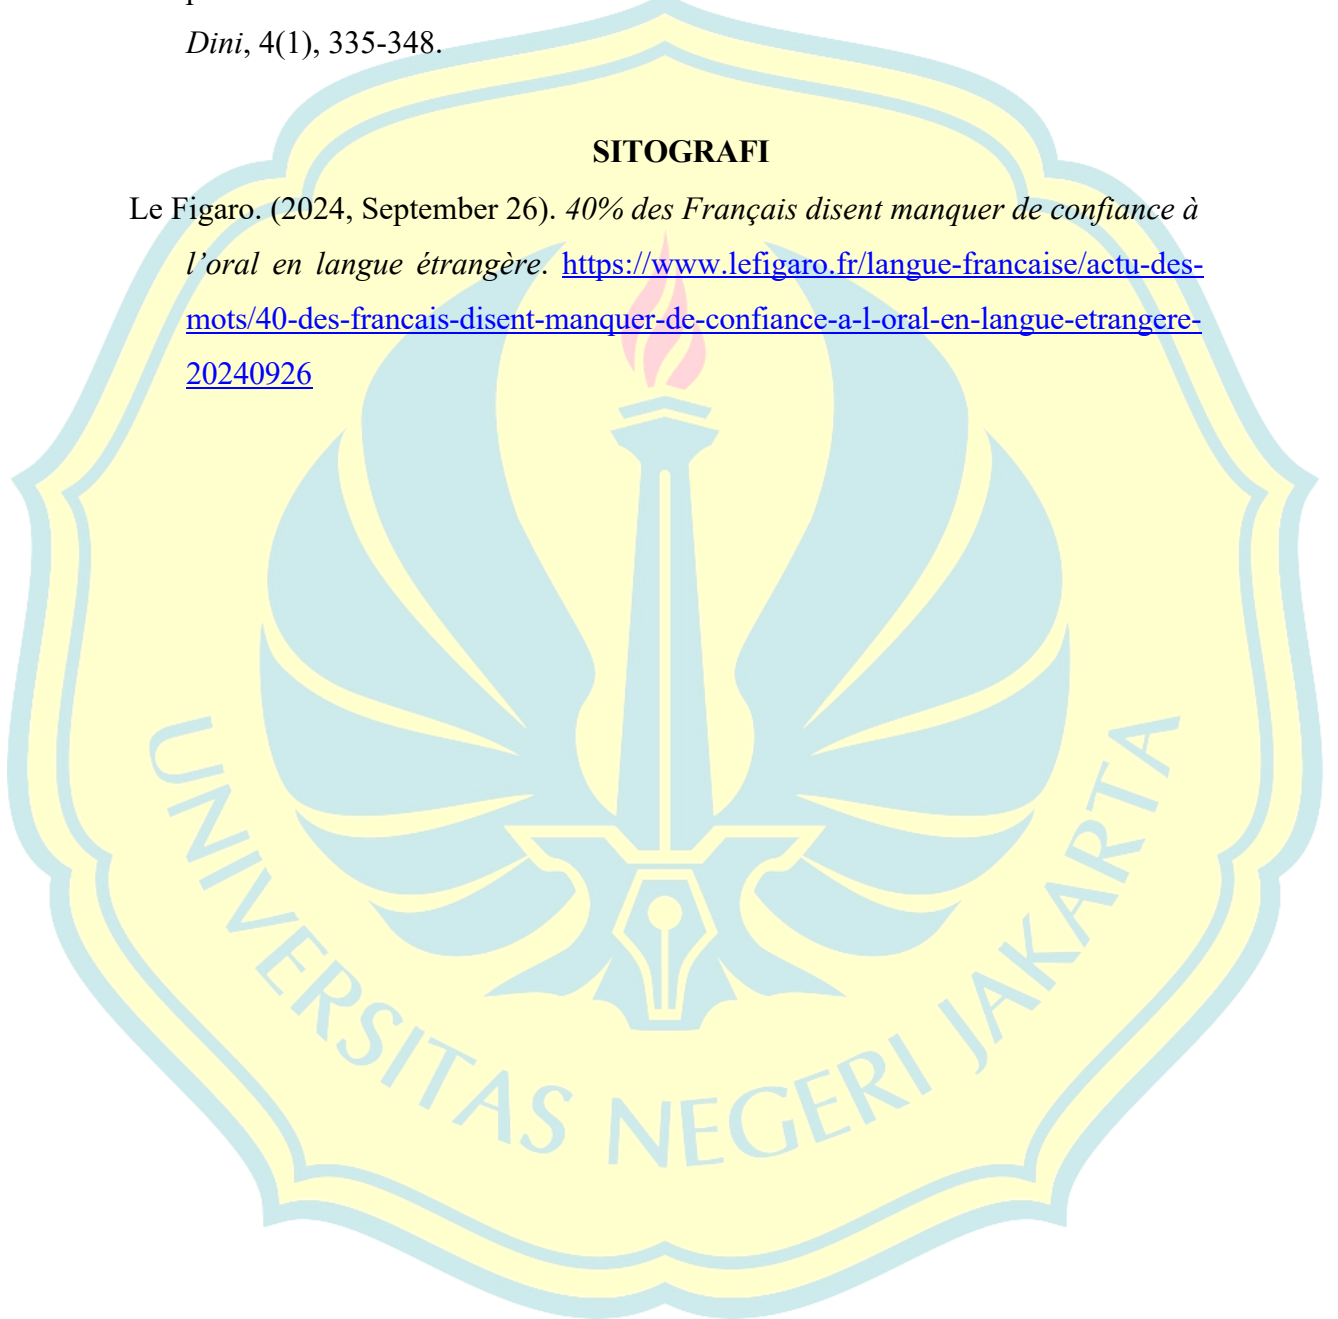 Dini, 4(1), 335-348.
SITOGRAFI
Le Figaro. (2024, September 26). 40% des Français disent manquer de confiance à
l’oral en langue étrangère. https://www.lefigaro.fr/langue-francaise/actu-des-
mots/40-des-francais-disent-manquer-de-confiance-a-l-oral-en-langue-etrangere-
20240926
UNIVERSITAS NEGERI JAKARTA